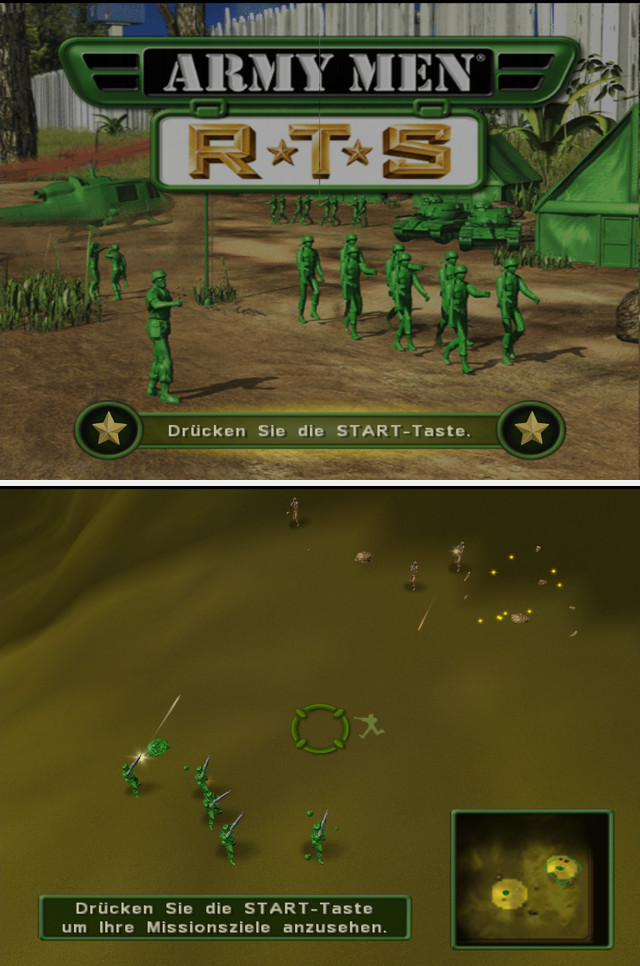 ARMY MEN®
R★T★S
Drücken Sie die START-Taste.
Drücken Sie die START-Taste
um Ihre Missionsziele anzusehen.